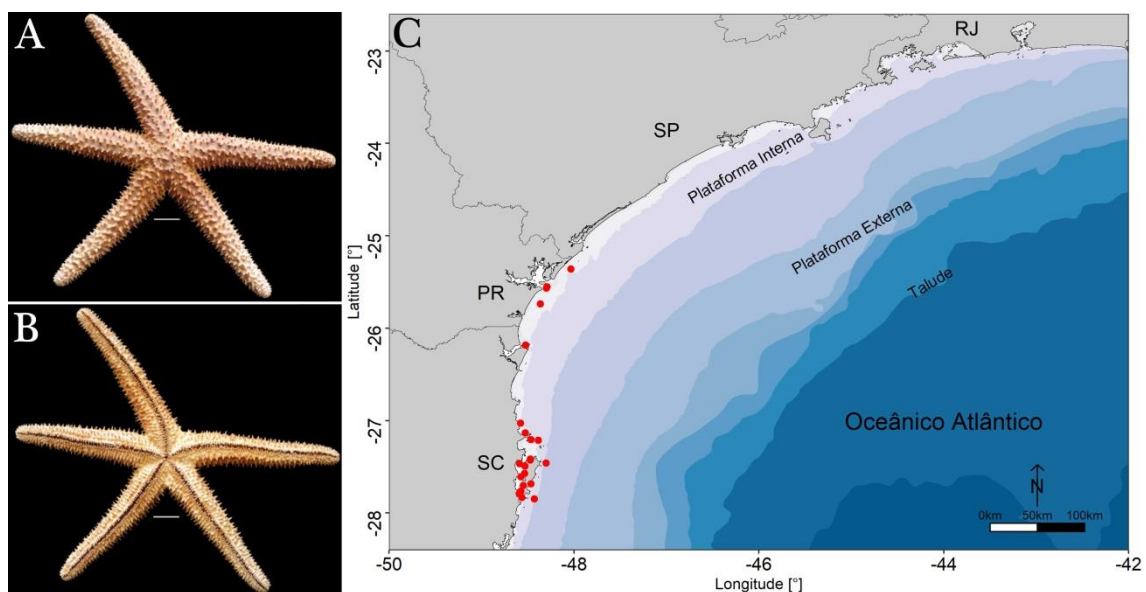 A
B
C
RJ
SP
PR
SC
Plataforma Interna
Plataforma Externa
Talude
Oceânico Atlântico
N
0km 50km 100km
Latitude [°]
-23
-24
-25
-26
-27
-28
-50 -48 -46 -44 -42
Longitude [°]